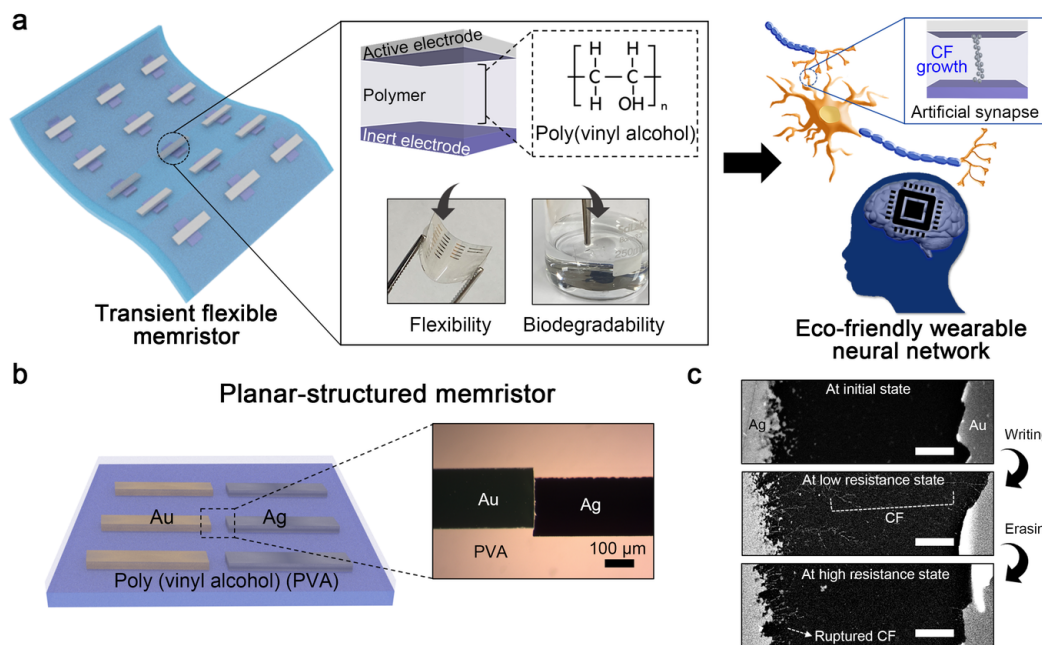 a
Active electrode
Polymer
Inert electrode
H H
C C
H OH n
Poly(vinyl alcohol)
Flexibility
Biodegradability
Transient flexible
memristor
CF
growth
Artificial synapse
Eco-friendly wearable
neural network
b
Planar-structured memristor
Au
Ag
Poly (vinyl alcohol) (PVA)
Au
Ag
PVA
100 μm
c
At initial state
Ag
Au
Writin
At low resistance state
CF
Erasin
At high resistance state
Ruptured CF